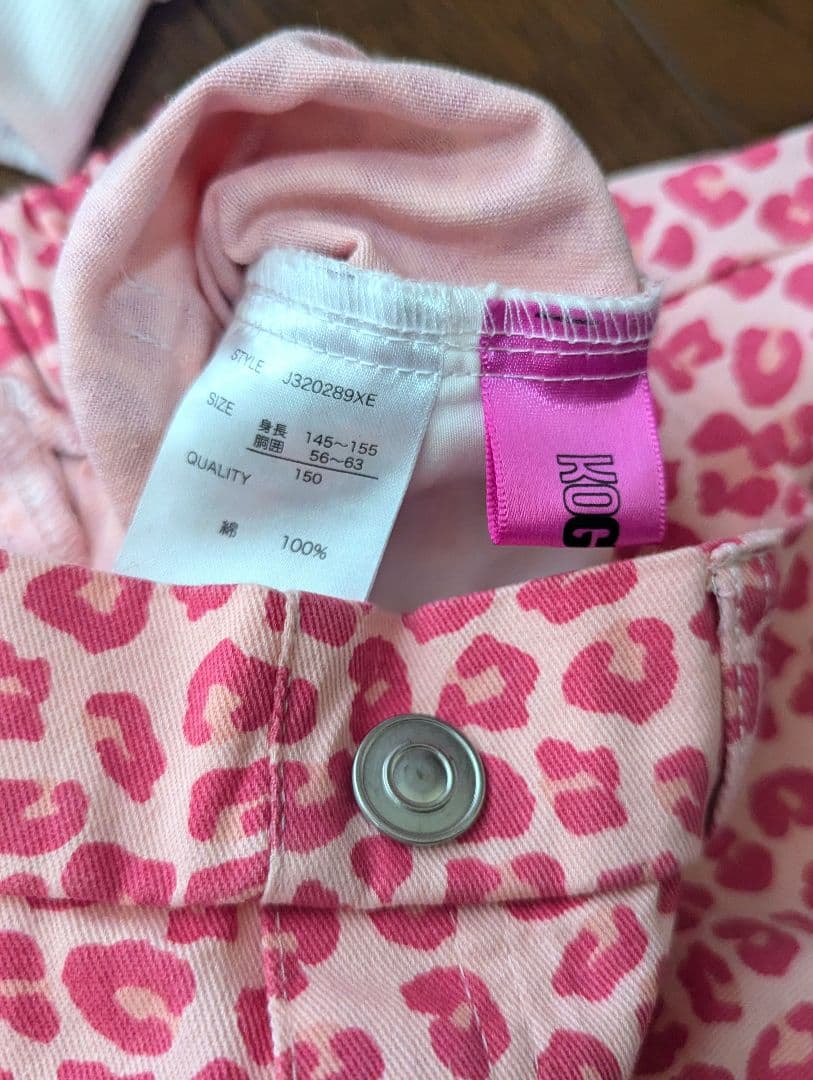 STYLE J320289XE
SIZE 身長 145～155
胴囲 56～63
150
QUALITY
綿 100%
KOG